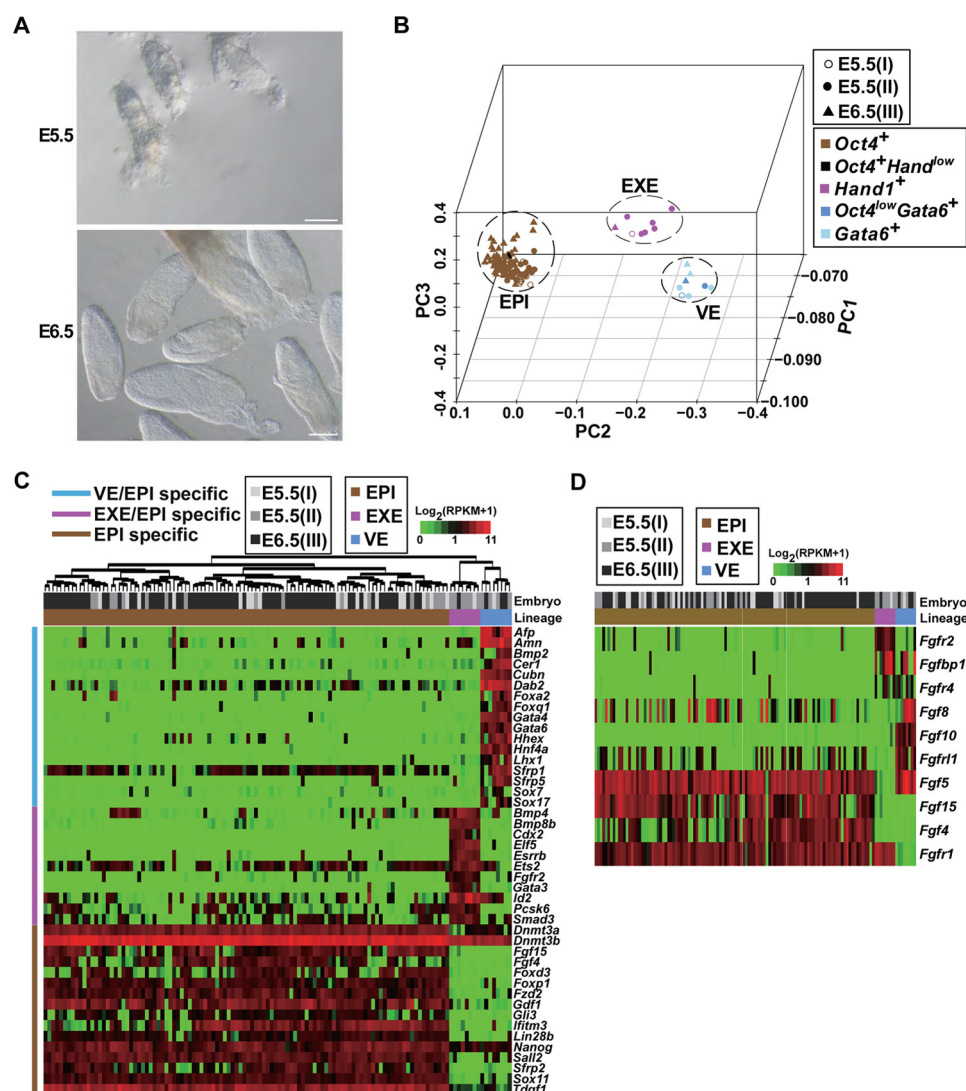 A
E5.5
E6.5
B
E5.5(I)
E5.5(II)
E6.5(III)
Oct4+
Oct4+Handlow
Hand1+
Oct4lowGata6+
Gata6+
EXE
EPI
VE
PC3
0.4
0.2
0.0
-0.2
-0.4
0.1
0.0
-0.1
-0.2
-0.3
-0.4
PC2
-0.070
-0.080
-0.090
-0.100
PC1
C
VE/EPI specific
EXE/EPI specific
EPI specific
E5.5(I)
E5.5(II)
E6.5(III)
EPI
EXE
VE
Log2(RPKM+1)
0 1 11
Embryo
Lineage
Afp
Amn
Bmp2
Cer1
Cubn
Dab2
Foxa2
Foxq1
Gata4
Gata6
Hhex
Hnf4a
Lhx1
Sfrp1
Sfrp5
Sox7
Sox17
Bmp4
Bmp8b
Cdx2
Elf5
Esrrb
Ets2
Fgfr2
Gata3
Id2
Pcsk6
Smad3
Dnmt3a
Dnmt3b
Fgf15
Fgf4
Foxd3
Foxp1
Fzd2
Gdf1
Gli3
Ifitm3
Lin28b
Nanog
Sall2
Sfrp2
Sox11
Tdgf1
D
E5.5(I)
E5.5(II)
E6.5(III)
EPI
EXE
VE
Log2(RPKM+1)
0 1 11
Embryo
Lineage
Fgfr2
Fgfbp1
Fgfr4
Fgf8
Fgf10
Fgfrl1
Fgf5
Fgf15
Fgf4
Fgfr1